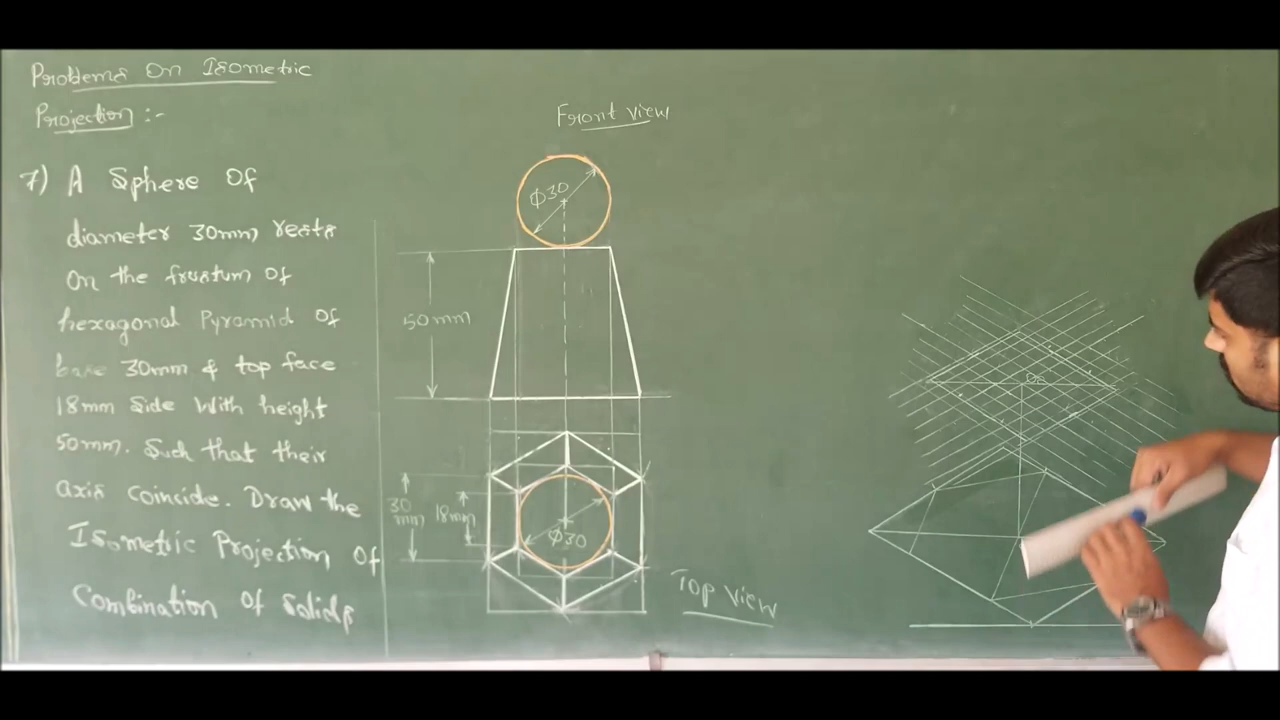 Problems On Isometric
Projection :-
7) A Sphere Of
diameter 30mm rests
On the frustum Of
hexagonal Pyramid Of
base 30mm & top face
18mm Side With height
50mm. Such that their
axis Coincide. Draw the
Isometric Projection Of
Combination Of Solids
Front view
Φ30
50mm
30
mm
18mm
Φ30
Top view